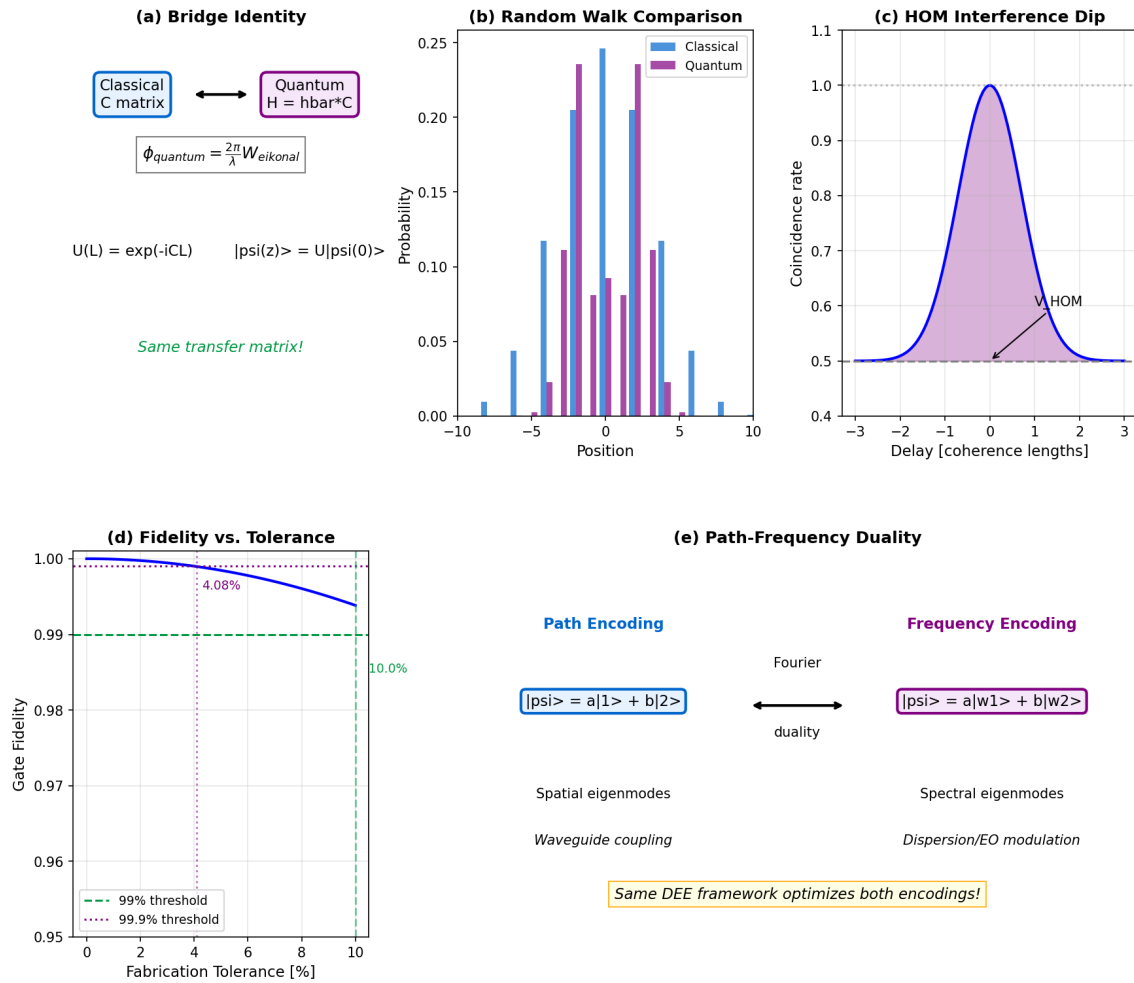 (a) Bridge Identity
Classical
C matrix
Quantum
H = hbar*C
ϕ_quantum = 2π/λ W_eikonal
U(L) = exp(-iCL)
|psi(z)> = U|psi(0)>
Same transfer matrix!
(b) Random Walk Comparison
Classical
Quantum
Probability
0.25
0.20
0.15
0.10
0.05
0.00
−10 −5 0 5 10
Position
(c) HOM Interference Dip
Coincidence rate
1.1
1.0
0.9
0.8
0.7
0.6
0.5
0.4
V_HOM
−3 −2 −1 0 1 2 3
Delay [coherence lengths]
(d) Fidelity vs. Tolerance
Gate Fidelity
1.00
0.99
0.98
0.97
0.96
0.95
4.08%
10.0%
99% threshold
99.9% threshold
0 2 4 6 8 10
Fabrication Tolerance [%]
(e) Path-Frequency Duality
Path Encoding
Frequency Encoding
Fourier
|psi> = a|1> + b|2>
|psi> = a|w1> + b|w2>
duality
Spatial eigenmodes
Spectral eigenmodes
Waveguide coupling
Dispersion/EO modulation
Same DEE framework optimizes both encodings!